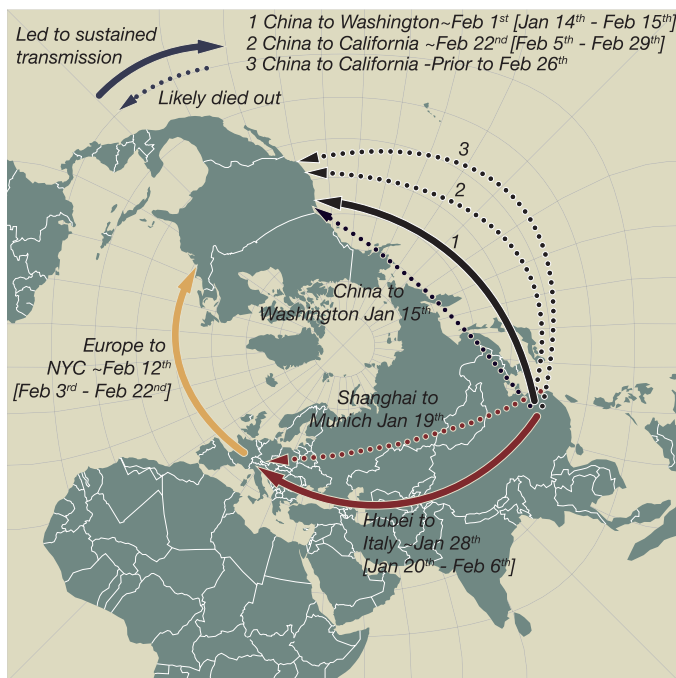 1 China to Washington~Feb 1st [Jan 14th - Feb 15th]
2 China to California ~Feb 22nd [Feb 5th - Feb 29th]
3 China to California -Prior to Feb 26th
Led to sustained
transmission
Likely died out
3
2
1
China to
Washington Jan 15th
Europe to
NYC ~Feb 12th
[Feb 3rd - Feb 22nd]
Shanghai to
Munich Jan 19th
Hubei to
Italy ~Jan 28th
[Jan 20th - Feb 6th]